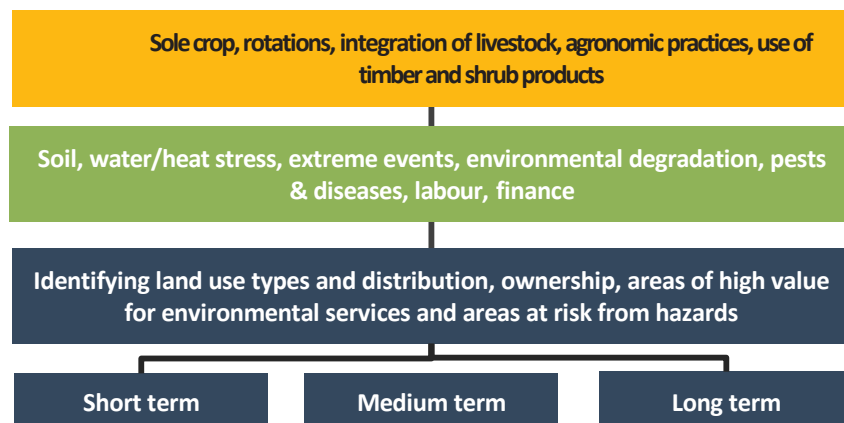 Sole crop, rotations, integration of livestock, agronomic practices, use of
timber and shrub products
Soil, water/heat stress, extreme events, environmental degradation, pests
& diseases, labour, finance
Identifying land use types and distribution, ownership, areas of high value
for environmental services and areas at risk from hazards
Short term
Medium term
Long term